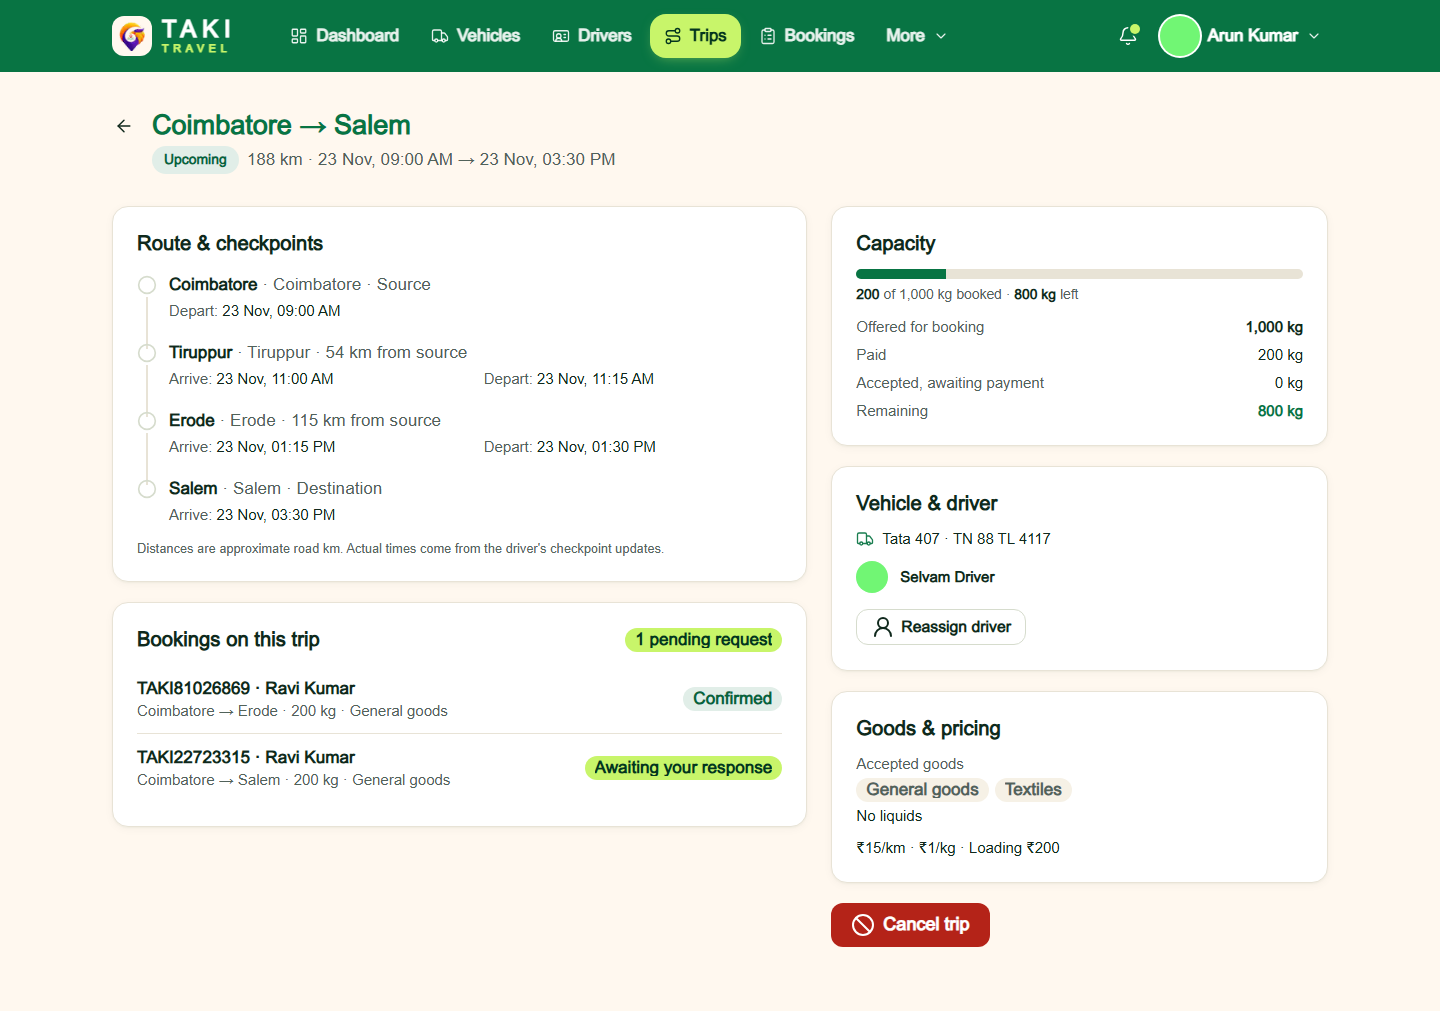 TAKI
TRAVEL
Dashboard
Vehicles
Drivers
Trips
Bookings
More
Arun Kumar
Coimbatore → Salem
Upcoming
188 km · 23 Nov, 09:00 AM → 23 Nov, 03:30 PM
Route & checkpoints
Coimbatore · Coimbatore · Source
Depart: 23 Nov, 09:00 AM
Tiruppur · Tiruppur · 54 km from source
Arrive: 23 Nov, 11:00 AM
Depart: 23 Nov, 11:15 AM
Erode · Erode · 115 km from source
Arrive: 23 Nov, 01:15 PM
Depart: 23 Nov, 01:30 PM
Salem · Salem · Destination
Arrive: 23 Nov, 03:30 PM
Distances are approximate road km. Actual times come from the driver's checkpoint updates.
Bookings on this trip
1 pending request
TAKI81026869 · Ravi Kumar
Coimbatore → Erode · 200 kg · General goods
Confirmed
TAKI22723315 · Ravi Kumar
Coimbatore → Salem · 200 kg · General goods
Awaiting your response
Capacity
200 of 1,000 kg booked · 800 kg left
Offered for booking
1,000 kg
Paid
200 kg
Accepted, awaiting payment
0 kg
Remaining
800 kg
Vehicle & driver
Tata 407 · TN 88 TL 4117
Selvam Driver
Reassign driver
Goods & pricing
Accepted goods
General goods
Textiles
No liquids
₹15/km · ₹1/kg · Loading ₹200
Cancel trip